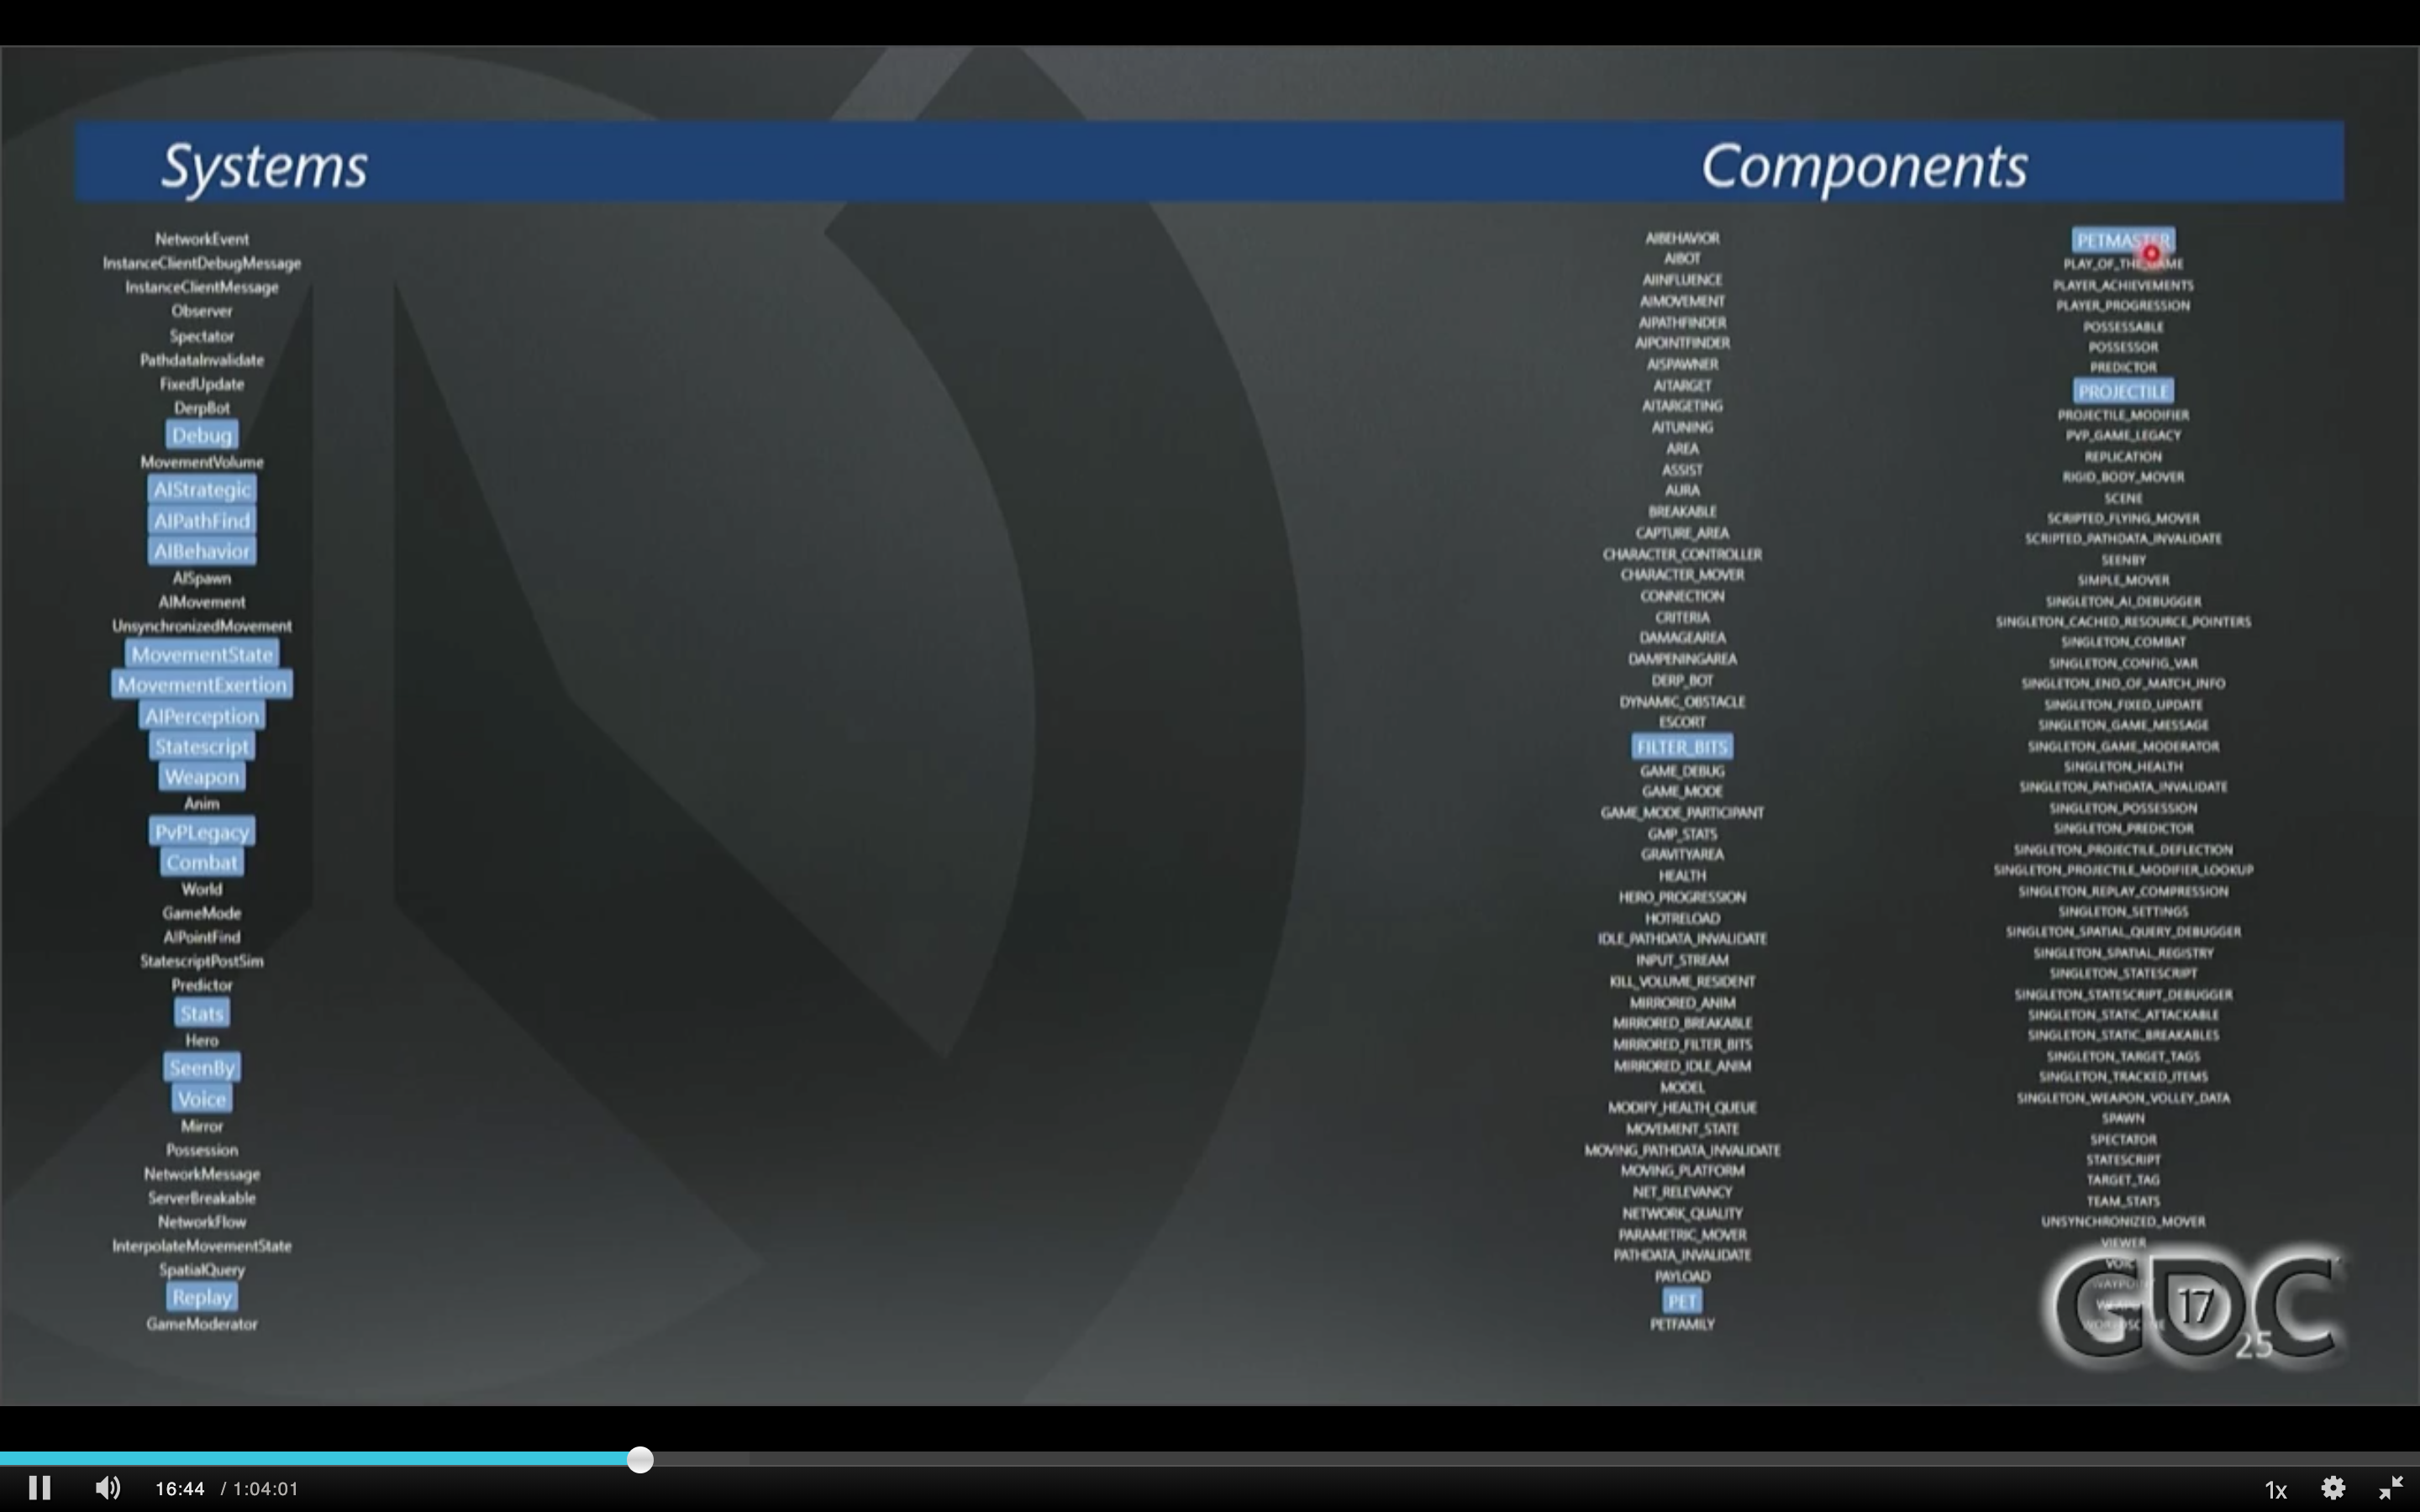 Systems
Components
NetworkEvent
InstanceClientDebugMessage
InstanceClientMessage
Observer
Spectator
PathdataInvalidate
FixedUpdate
DerpBot
Debug
MovementVolume
AIStrategic
AIPathFind
AIBehavior
AISpawn
AIMovement
UnsynchronizedMovement
MovementState
MovementExertion
AIPerception
Statescript
Weapon
Anim
PvPLegacy
Combat
World
GameMode
AIPointFind
StatescriptPostSim
Predictor
Stats
Hero
SeenBy
Voice
Mirror
Possession
NetworkMessage
ServerBreakable
NetworkFlow
InterpolateMovementState
SpatialQuery
Replay
GameModerator
AIBEHAVIOR
AIBOT
AIINFLUENCE
AIMOVEMENT
AIPATHFINDER
AIPOINTFINDER
AISPAWNER
AITARGET
AITARGETING
AITUNING
AREA
ASSIST
AURA
BREAKABLE
CAPTURE_AREA
CHARACTER_CONTROLLER
CHARACTER_MOVER
CONNECTION
CRITERIA
DAMAGEAREA
DAMPENINGAREA
DERP_BOT
DYNAMIC_OBSTACLE
ESCORT
FILTER_BITS
GAME_DEBUG
GAME_MODE
GAME_MODE_PARTICIPANT
GMP_STATS
GRAVITYAREA
HEALTH
HERO_PROGRESSION
HOTRELOAD
IDLE_PATHDATA_INVALIDATE
INPUT_STREAM
KILL_VOLUME_RESIDENT
MIRRORED_ANIM
MIRRORED_BREAKABLE
MIRRORED_FILTER_BITS
MIRRORED_IDLE_ANIM
MODEL
MODIFY_HEALTH_QUEUE
MOVEMENT_STATE
MOVING_PATHDATA_INVALIDATE
MOVING_PLATFORM
NET_RELEVANCY
NETWORK_QUALITY
PARAMETRIC_MOVER
PATHDATA_INVALIDATE
PAYLOAD
PET
PETFAMILY
PETMASTER
PLAY_OF_THE_GAME
PLAYER_ACHIEVEMENTS
PLAYER_PROGRESSION
POSSESSABLE
POSSESSOR
PREDICTOR
PROJECTILE
PROJECTILE_MODIFIER
PVP_GAME_LEGACY
REPLICATION
RIGID_BODY_MOVER
SCENE
SCRIPTED_FLYING_MOVER
SCRIPTED_PATHDATA_INVALIDATE
SEENBY
SIMPLE_MOVER
SINGLETON_AI_DEBUGGER
SINGLETON_CACHED_RESOURCE_POINTERS
SINGLETON_COMBAT
SINGLETON_CONFIG_VAR
SINGLETON_END_OF_MATCH_INFO
SINGLETON_FIXED_UPDATE
SINGLETON_GAME_MESSAGE
SINGLETON_GAME_MODERATOR
SINGLETON_HEALTH
SINGLETON_PATHDATA_INVALIDATE
SINGLETON_POSSESSION
SINGLETON_PREDICTOR
SINGLETON_PROJECTILE_DEFLECTION
SINGLETON_PROJECTILE_MODIFIER_LOOKUP
SINGLETON_REPLAY_COMPRESSION
SINGLETON_SETTINGS
SINGLETON_SPATIAL_QUERY_DEBUGGER
SINGLETON_SPATIAL_REGISTRY
SINGLETON_STATESCRIPT
SINGLETON_STATESCRIPT_DEBUGGER
SINGLETON_STATIC_ATTACKABLE
SINGLETON_STATIC_BREAKABLES
SINGLETON_TARGET_TAGS
SINGLETON_TRACKED_ITEMS
SINGLETON_WEAPON_VOLLEY_DATA
SPAWN
SPECTATOR
STATESCRIPT
TARGET_TAG
TEAM_STATS
UNSYNCHRONIZED_MOVER
VIEWER
GDC
17
25
16:44 / 1:04:01
1x